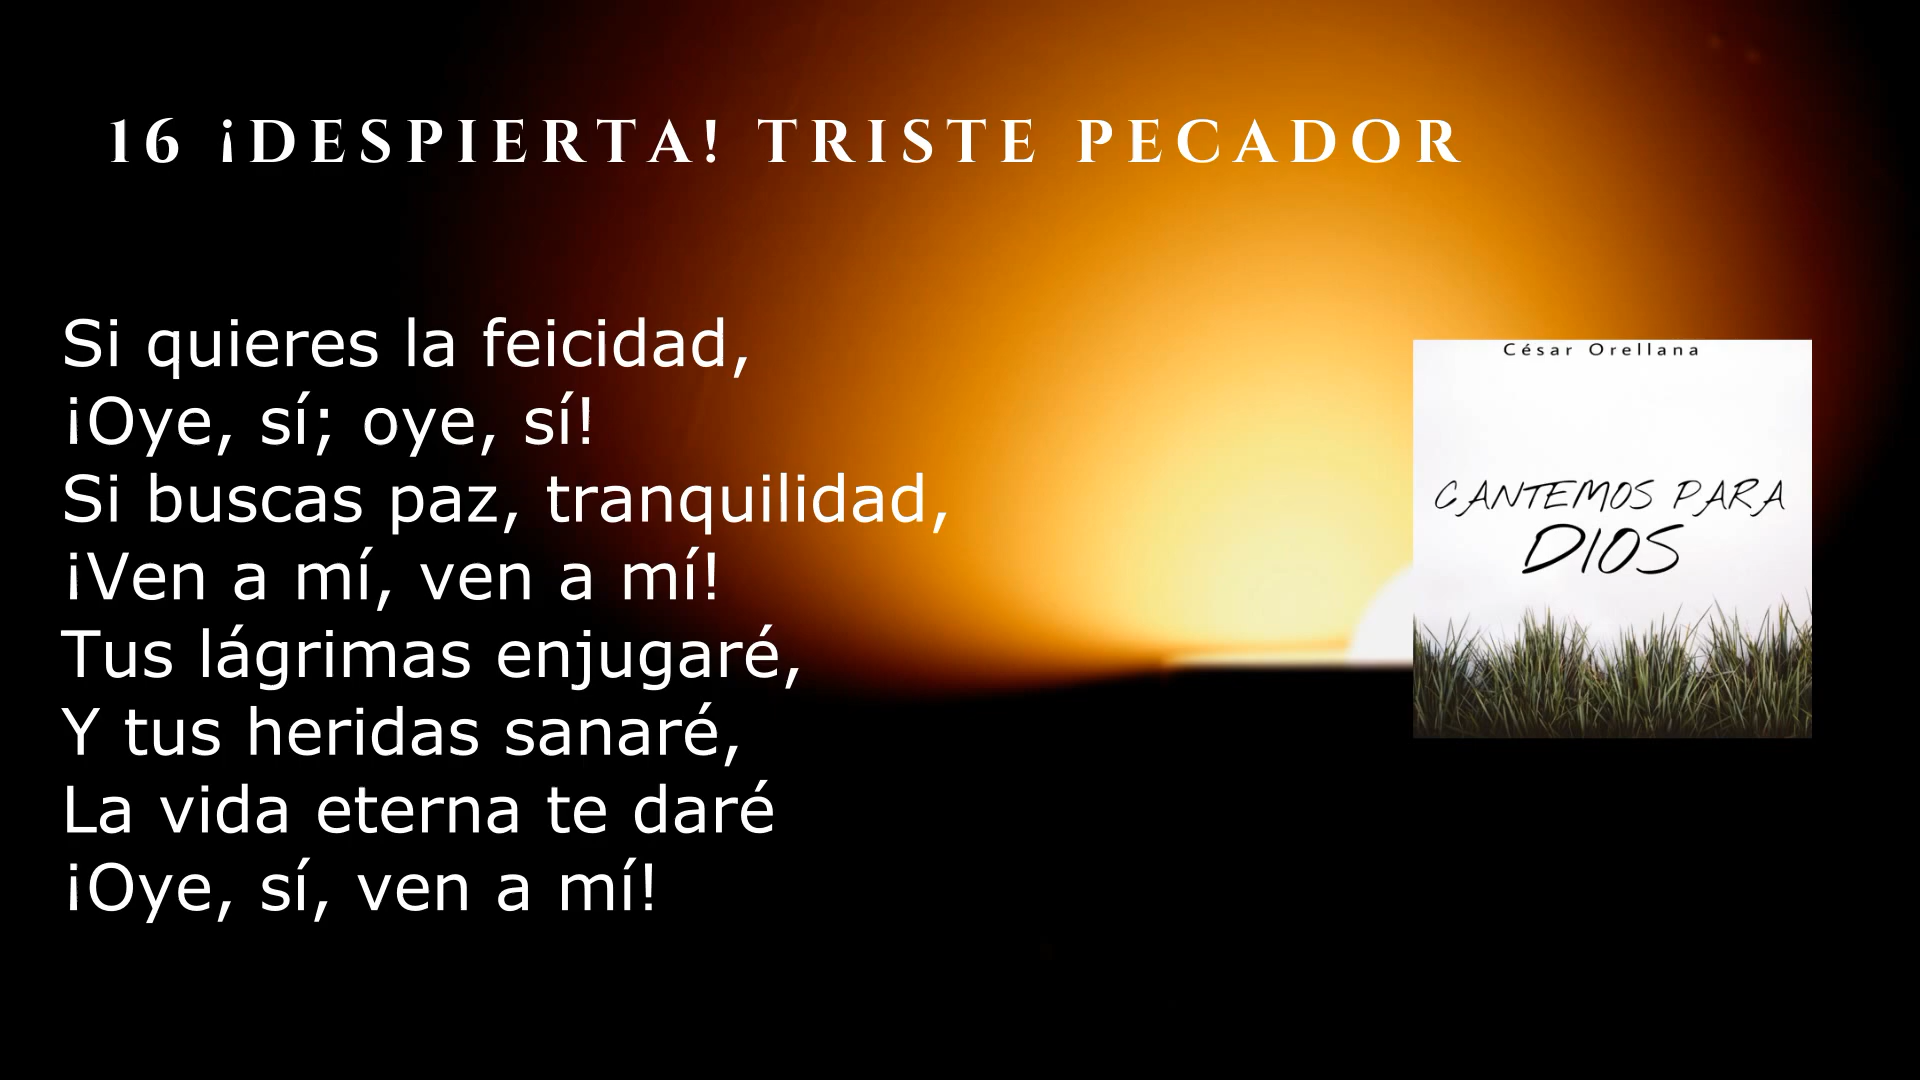 16 ¡DESPIERTA! TRISTE PECADOR
Si quieres la feicidad,
¡Oye, sí; oye, sí!
Si buscas paz, tranquilidad,
¡Ven a mí, ven a mí!
Tus lágrimas enjugaré,
Y tus heridas sanaré,
La vida eterna te daré
¡Oye, sí, ven a mí!
César Orellana
CANTEMOS PARA
DIOS